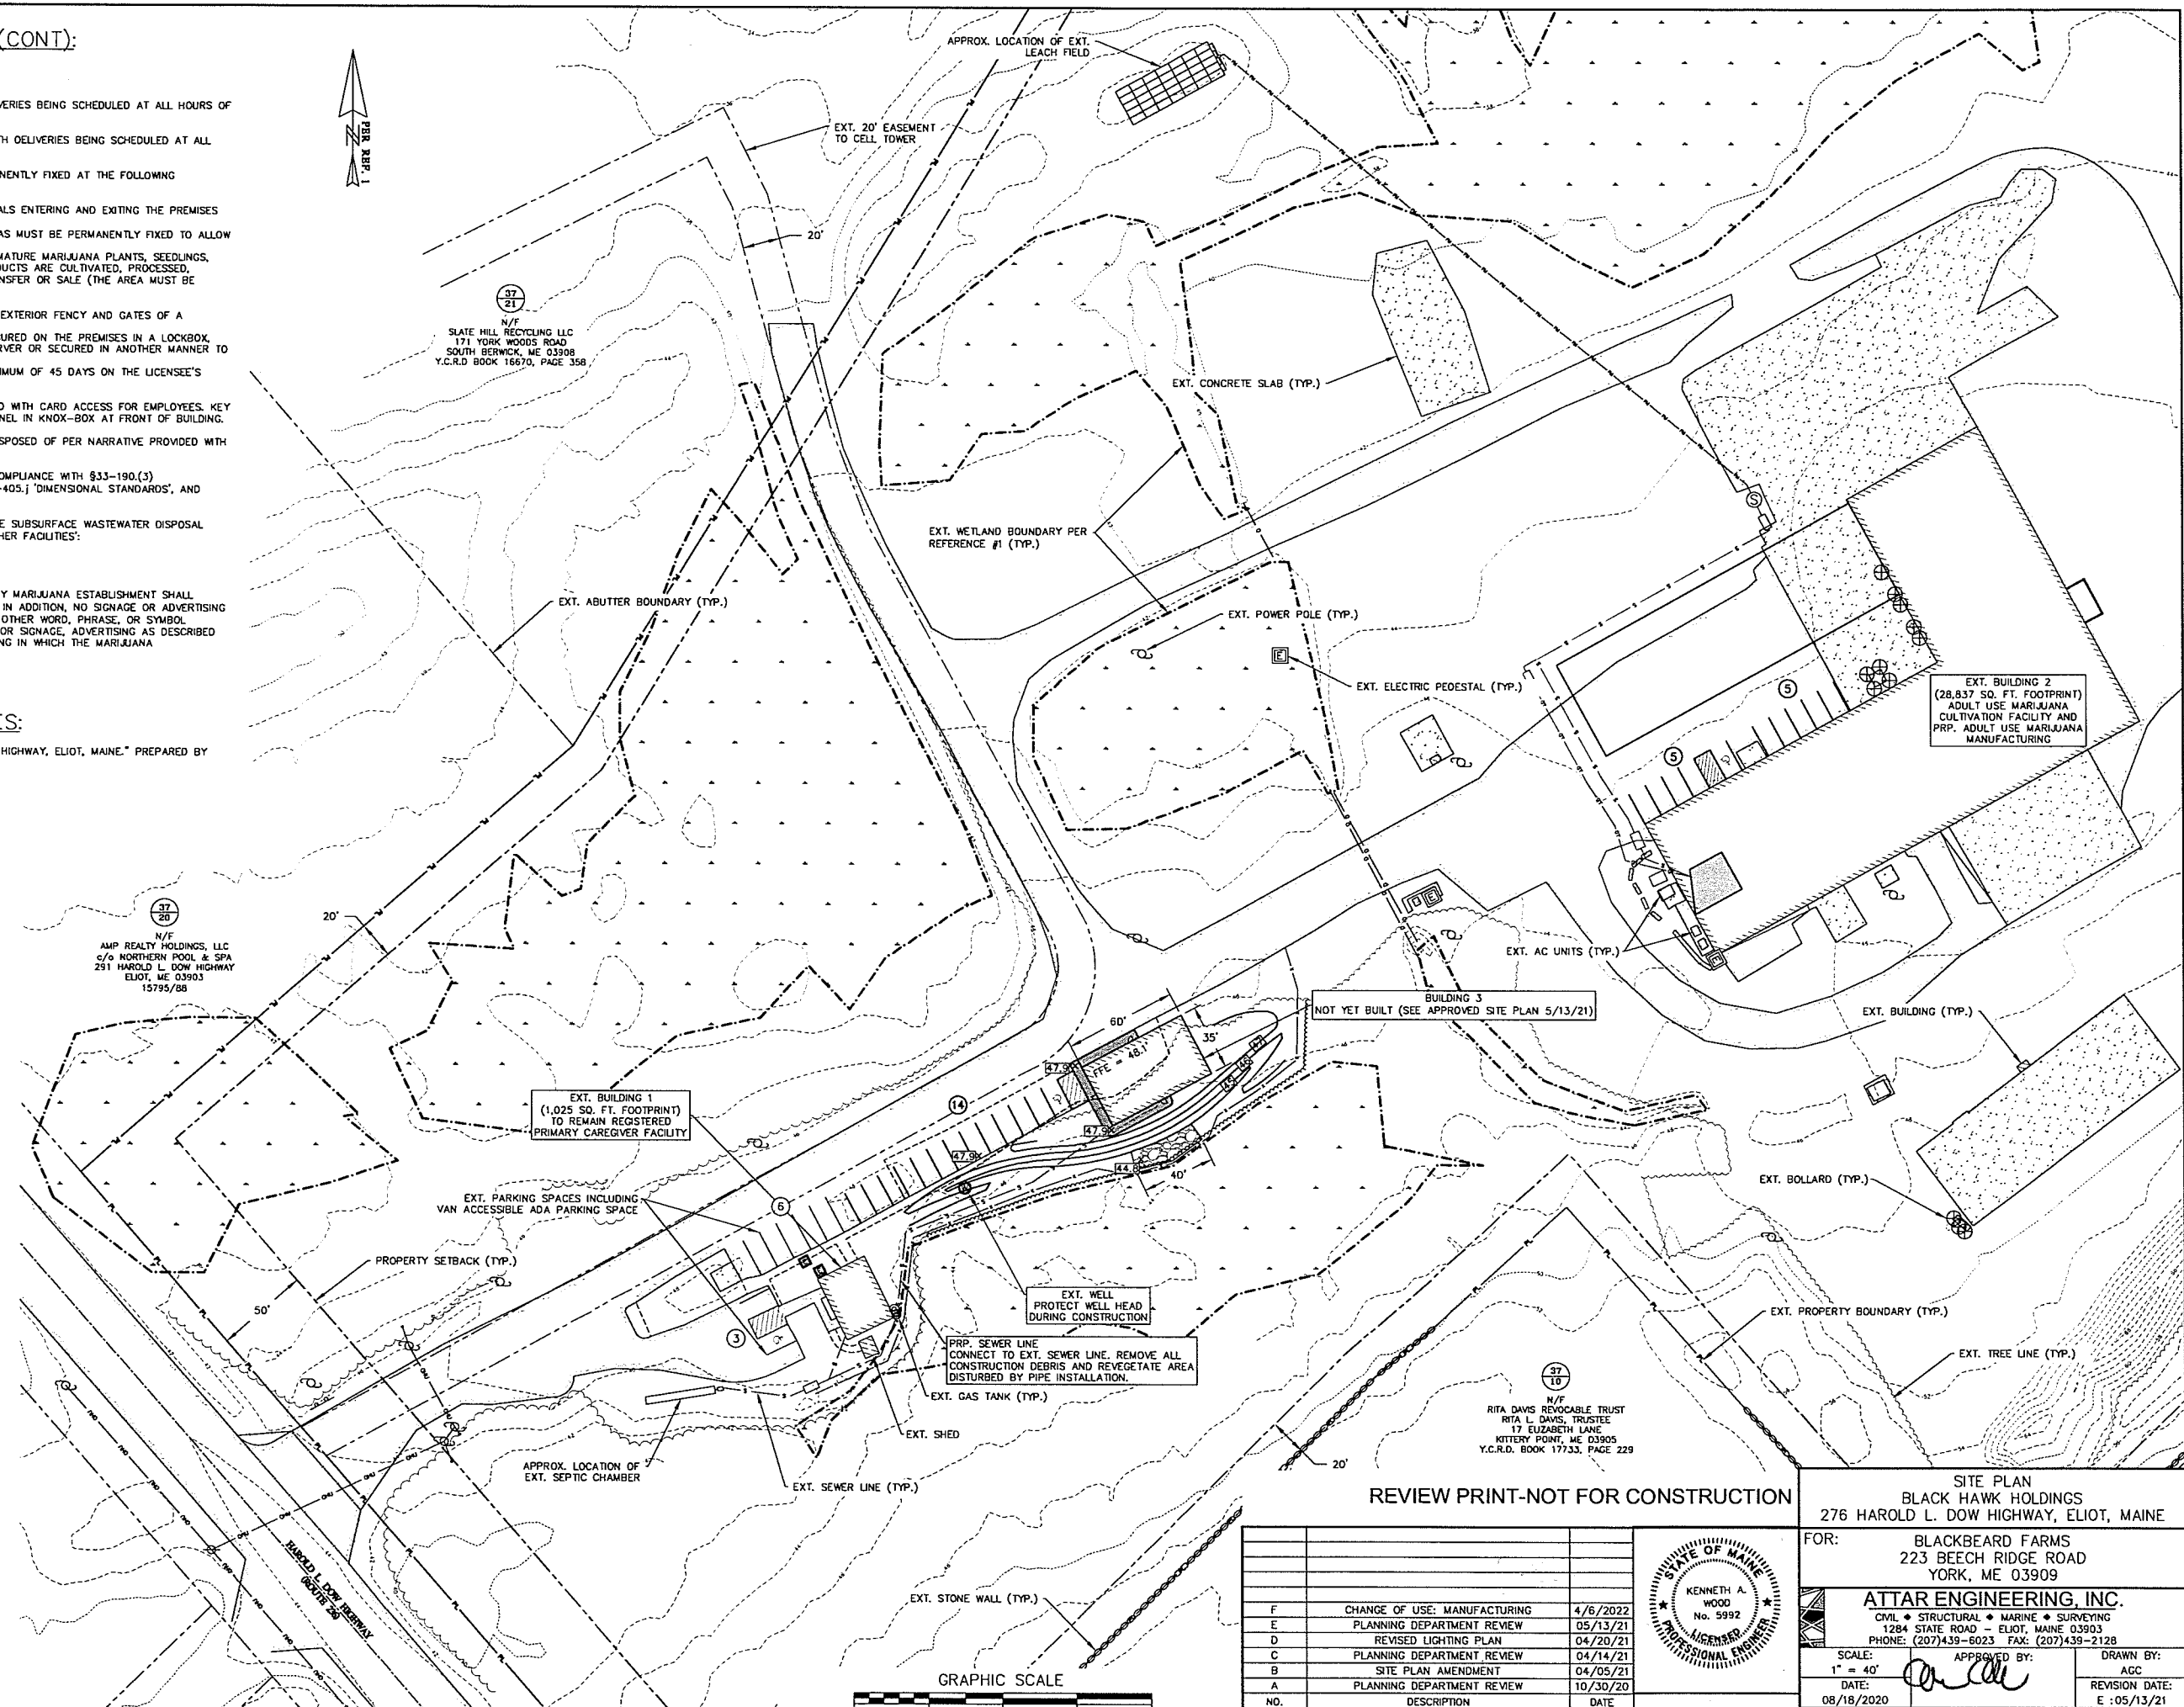 (CONT):
VERIES BEING SCHEDULED AT ALL HOURS OF
TH DELIVERIES BEING SCHEDULED AT ALL
NENTLY FIXED AT THE FOLLOWING
ALS ENTERING AND EXITING THE PREMISES
AS MUST BE PERMANENTLY FIXED TO ALLOW
MATURE MARIJUANA PLANTS, SEEDLINGS,
DUCTS ARE CULTIVATED, PROCESSED,
NSFER OR SALE (THE AREA MUST BE
EXTERIOR FENCY AND GATES OF A
URED ON THE PREMISES IN A LOCKBOX,
RVER OR SECURED IN ANOTHER MANNER TO
IMUM OF 45 DAYS ON THE LICENSEE'S
D WITH CARD ACCESS FOR EMPLOYEES. KEY
NEL IN KNOX-BOX AT FRONT OF BUILDING.
SPOSED OF PER NARRATIVE PROVIDED WITH
OMPLIANCE WITH §33-190.(3)
-405.j 'DIMENSIONAL STANDARDS', AND
E SUBSURFACE WASTEWATER DISPOSAL
HER FACILITIES':
Y MARIJUANA ESTABLISHMENT SHALL
IN ADDITION, NO SIGNAGE OR ADVERTISING
OTHER WORD, PHRASE, OR SYMBOL
OR SIGNAGE, ADVERTISING AS DESCRIBED
NG IN WHICH THE MARIJUANA
ES:
HIGHWAY, ELIOT, MAINE." PREPARED BY
PER REF. 1
APPROX. LOCATION OF EXT.
LEACH FIELD
EXT. 20' EASEMENT
TO CELL TOWER
20'
37
21
N/F
SLATE HILL RECYCLING LLC
171 YORK WOODS ROAD
SOUTH BERWICK, ME 03908
Y.C.R.D BOOK 16670, PAGE 358
EXT. CONCRETE SLAB (TYP.)
S
EXT. WETLAND BOUNDARY PER
REFERENCE #1 (TYP.)
EXT. ABUTTER BOUNDARY (TYP.)
EXT. POWER POLE (TYP.)
E
EXT. ELECTRIC PEDESTAL (TYP.)
5
5
EXT. BUILDING 2
(28,837 SQ. FT. FOOTPRINT)
ADULT USE MARIJUANA
CULTIVATION FACILITY AND
PRP. ADULT USE MARIJUANA
MANUFACTURING
37
20
N/F
AMP REALTY HOLDINGS, LLC
c/o NORTHERN POOL & SPA
291 HAROLD L. DOW HIGHWAY
ELIOT, ME 03903
15795/88
20'
E
EXT. AC UNITS (TYP.)
BUILDING 3
NOT YET BUILT (SEE APPROVED SITE PLAN 5/13/21)
EXT. BUILDING (TYP.)
60'
35'
FFE = 48.1'
47.9
47
46
45
47.9
47.9
44.8
40'
14
EXT. BUILDING 1
(1,025 SQ. FT. FOOTPRINT)
TO REMAIN REGISTERED
PRIMARY CAREGIVER FACILITY
EXT. PARKING SPACES INCLUDING
VAN ACCESSIBLE ADA PARKING SPACE
6
EXT. BOLLARD (TYP.)
PROPERTY SETBACK (TYP.)
50'
3
EXT. WELL
PROTECT WELL HEAD
DURING CONSTRUCTION
PRP. SEWER LINE
CONNECT TO EXT. SEWER LINE. REMOVE ALL
CONSTRUCTION DEBRIS AND REVEGETATE AREA
DISTURBED BY PIPE INSTALLATION.
EXT. GAS TANK (TYP.)
EXT. SHED
APPROX. LOCATION OF
EXT. SEPTIC CHAMBER
EXT. SEWER LINE (TYP.)
EXT. PROPERTY BOUNDARY (TYP.)
EXT. TREE LINE (TYP.)
37
10
N/F
RITA DAVIS REVOCABLE TRUST
RITA L. DAVIS, TRUSTEE
17 ELIZABETH LANE
KITTERY POINT, ME 03905
Y.C.R.D. BOOK 17733, PAGE 229
20'
HAROLD L. DOW HIGHWAY
EXT. STONE WALL (TYP.)
GRAPHIC SCALE
REVIEW PRINT-NOT FOR CONSTRUCTION
F CHANGE OF USE: MANUFACTURING 4/6/2022
E PLANNING DEPARTMENT REVIEW 05/13/21
D REVISED LIGHTING PLAN 04/20/21
C PLANNING DEPARTMENT REVIEW 04/14/21
B SITE PLAN AMENDMENT 04/05/21
A PLANNING DEPARTMENT REVIEW 10/30/20
NO. DESCRIPTION DATE
STATE OF MAINE
KENNETH A.
WOOD
No. 5992
LICENSED
PROFESSIONAL ENGINEER
SITE PLAN
BLACK HAWK HOLDINGS
276 HAROLD L. DOW HIGHWAY, ELIOT, MAINE
FOR:
BLACKBEARD FARMS
223 BEECH RIDGE ROAD
YORK, ME 03909
ATTAR ENGINEERING, INC.
CIVIL ◆ STRUCTURAL ◆ MARINE ◆ SURVEYING
1284 STATE ROAD - ELIOT, MAINE 03903
PHONE: (207)439-6023 FAX: (207)439-2128
SCALE:
1" = 40'
APPROVED BY:
DRAWN BY:
AGC
DATE:
08/18/2020
REVISION DATE:
E :05/13/21